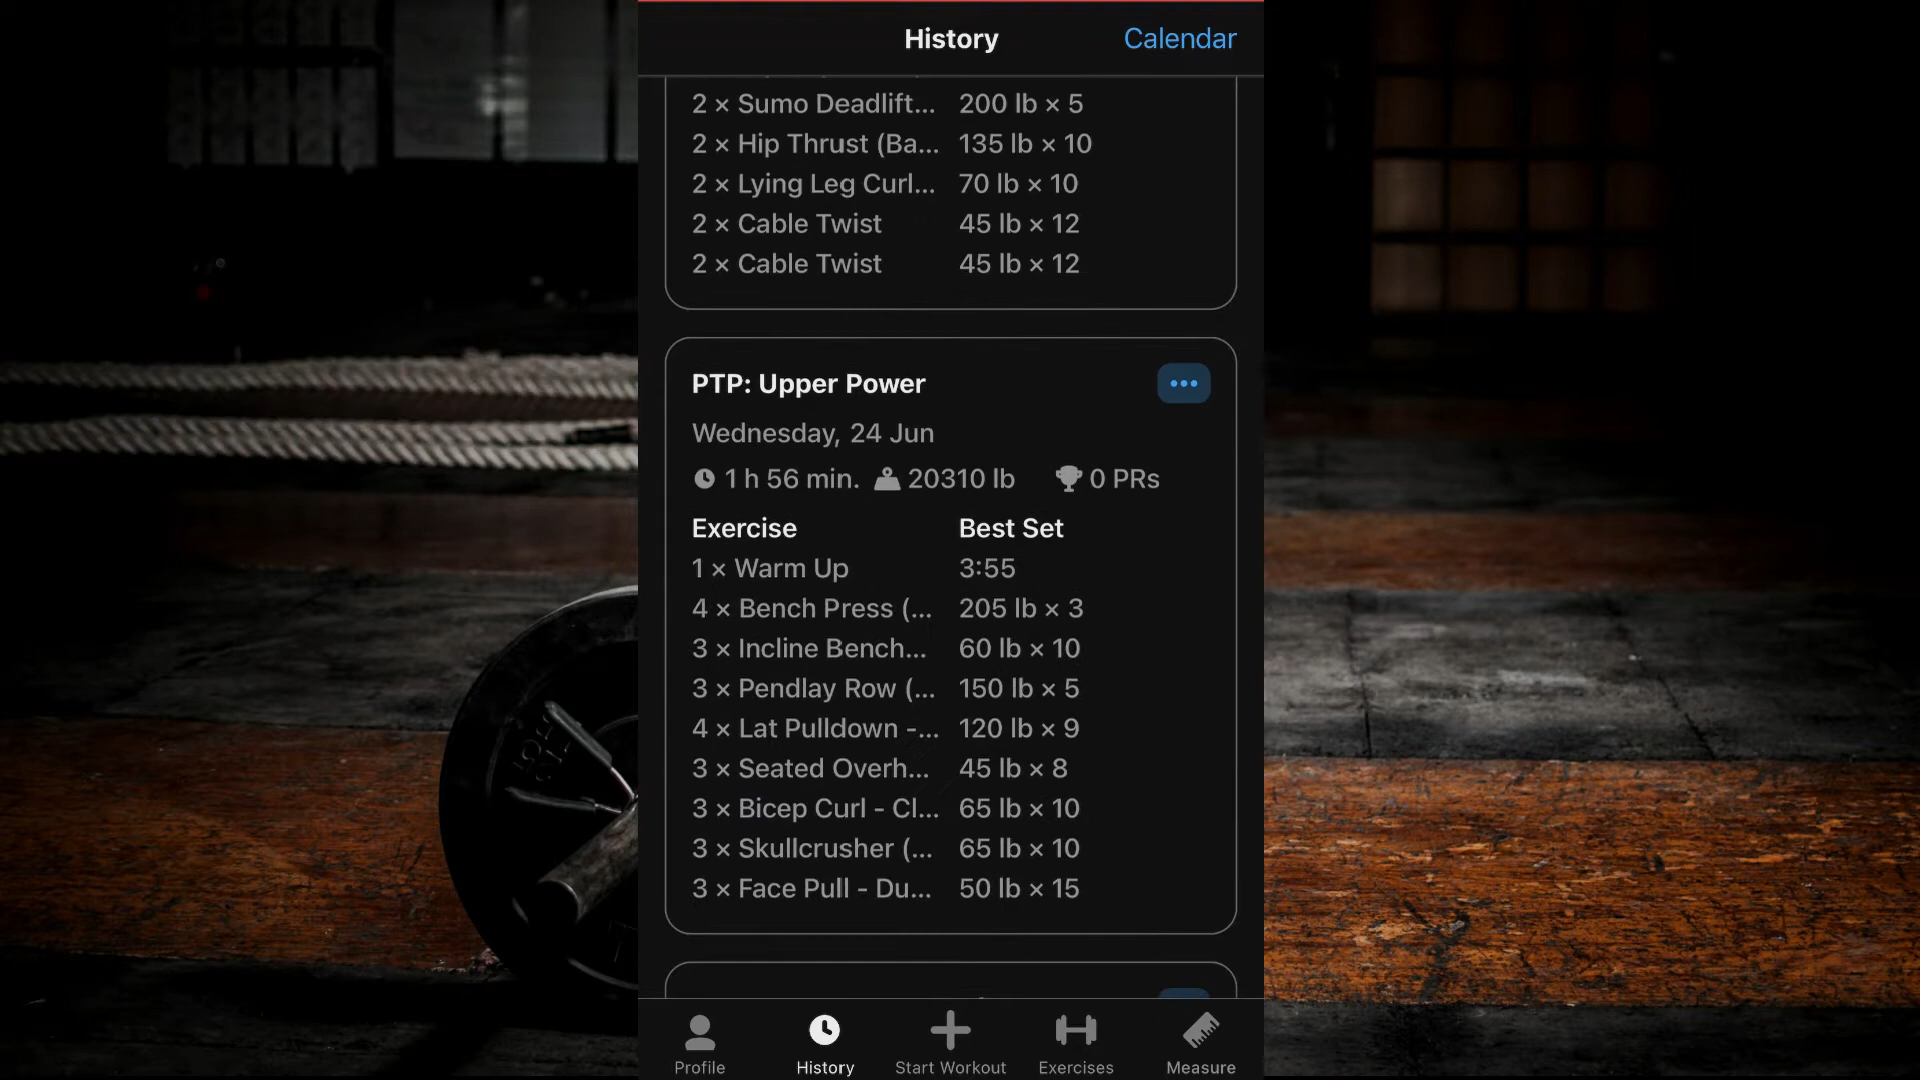 History
Calendar
2 × Sumo Deadlift... 200 lb × 5
2 × Hip Thrust (Ba... 135 lb × 10
2 × Lying Leg Curl... 70 lb × 10
2 × Cable Twist 45 lb × 12
2 × Cable Twist 45 lb × 12
PTP: Upper Power
Wednesday, 24 Jun
1 h 56 min. 20310 lb 0 PRs
Exercise Best Set
1 × Warm Up 3:55
4 × Bench Press (... 205 lb × 3
3 × Incline Bench... 60 lb × 10
3 × Pendlay Row (... 150 lb × 5
4 × Lat Pulldown -... 120 lb × 9
3 × Seated Overh... 45 lb × 8
3 × Bicep Curl - Cl... 65 lb × 10
3 × Skullcrusher (... 65 lb × 10
3 × Face Pull - Du... 50 lb × 15
Profile
History
Start Workout
Exercises
Measure